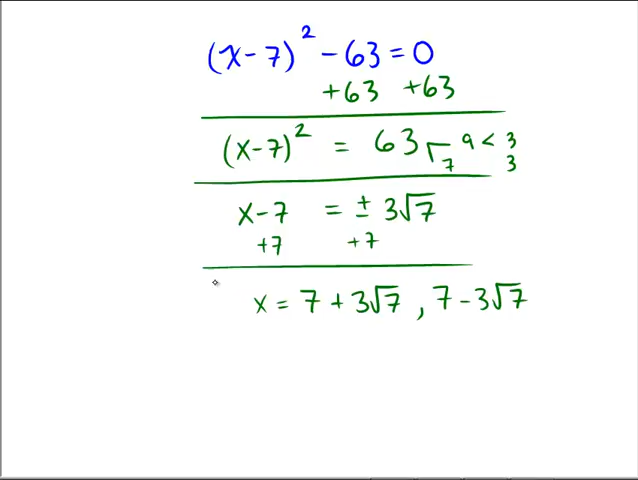 (x-7)² - 63 = 0
+63 +63
(x-7)² = 63 7 9 < 3 3
x-7 = ± 3√7
+7 +7
x = 7 + 3√7 , 7 - 3√7